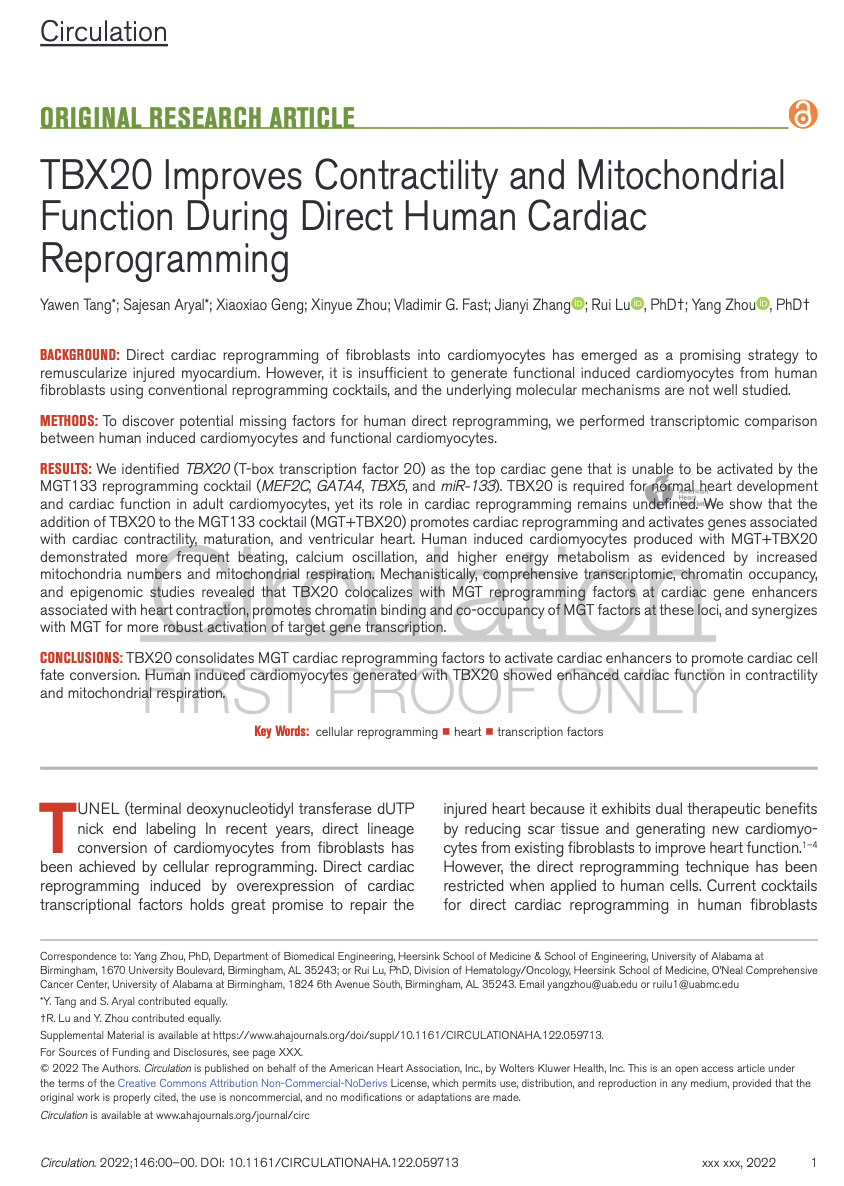 Circulation
ORIGINAL RESEARCH ARTICLE
TBX20 Improves Contractility and Mitochondrial
Function During Direct Human Cardiac
Reprogramming
Yawen Tang*; Sajesan Aryal*; Xiaoxiao Geng; Xinyue Zhou; Vladimir G. Fast; Jianyi Zhang iD; Rui Lu iD, PhD†; Yang Zhou iD, PhD†
BACKGROUND: Direct cardiac reprogramming of fibroblasts into cardiomyocytes has emerged as a promising strategy to
remuscularize injured myocardium. However, it is insufficient to generate functional induced cardiomyocytes from human
fibroblasts using conventional reprogramming cocktails, and the underlying molecular mechanisms are not well studied.
METHODS: To discover potential missing factors for human direct reprogramming, we performed transcriptomic comparison
between human induced cardiomyocytes and functional cardiomyocytes.
RESULTS: We identified TBX20 (T-box transcription factor 20) as the top cardiac gene that is unable to be activated by the
MGT133 reprogramming cocktail (MEF2C, GATA4, TBX5, and miR-133). TBX20 is required for normal heart development
American
Heart
and cardiac function in adult cardiomyocytes, yet its role in cardiac reprogramming remains undefined. We show that the
addition of TBX20 to the MGT133 cocktail (MGT+TBX20) promotes cardiac reprogramming and activates genes associated
with cardiac contractility, maturation, and ventricular heart. Human induced cardiomyocytes produced with MGT+TBX20
demonstrated more frequent beating, calcium oscillation, and higher energy metabolism as evidenced by increased
mitochondria numbers and mitochondrial respiration. Mechanistically, comprehensive transcriptomic, chromatin occupancy,
and epigenomic studies revealed that TBX20 colocalizes with MGT reprogramming factors at cardiac gene enhancers
associated with heart contraction, promotes chromatin binding and co-occupancy of MGT factors at these loci, and synergizes
with MGT for more robust activation of target gene transcription.
Circulation
CONCLUSIONS: TBX20 consolidates MGT cardiac reprogramming factors to activate cardiac enhancers to promote cardiac cell
fate conversion. Human induced cardiomyocytes generated with TBX20 showed enhanced cardiac function in contractility
and mitochondrial respiration.
FIRST PROOF ONLY
Key Words: cellular reprogramming ■ heart ■ transcription factors
TUNEL (terminal deoxynucleotidyl transferase dUTP
nick end labeling In recent years, direct lineage
conversion of cardiomyocytes from fibroblasts has
been achieved by cellular reprogramming. Direct cardiac
reprogramming induced by overexpression of cardiac
transcriptional factors holds great promise to repair the
injured heart because it exhibits dual therapeutic benefits
by reducing scar tissue and generating new cardiomyo-
cytes from existing fibroblasts to improve heart function.1–4
However, the direct reprogramming technique has been
restricted when applied to human cells. Current cocktails
for direct cardiac reprogramming in human fibroblasts
Correspondence to: Yang Zhou, PhD, Department of Biomedical Engineering, Heersink School of Medicine & School of Engineering, University of Alabama at
Birmingham, 1670 University Boulevard, Birmingham, AL 35243; or Rui Lu, PhD, Division of Hematology/Oncology, Heersink School of Medicine, O'Neal Comprehensive
Cancer Center, University of Alabama at Birmingham, 1824 6th Avenue South, Birmingham, AL 35243. Email yangzhou@uab.edu or ruilu1@uabmc.edu
*Y. Tang and S. Aryal contributed equally.
†R. Lu and Y. Zhou contributed equally.
Supplemental Material is available at https://www.ahajournals.org/doi/suppl/10.1161/CIRCULATIONAHA.122.059713.
For Sources of Funding and Disclosures, see page XXX.
© 2022 The Authors. Circulation is published on behalf of the American Heart Association, Inc., by Wolters Kluwer Health, Inc. This is an open access article under
the terms of the Creative Commons Attribution Non-Commercial-NoDerivs License, which permits use, distribution, and reproduction in any medium, provided that the
original work is properly cited, the use is noncommercial, and no modifications or adaptations are made.
Circulation is available at www.ahajournals.org/journal/circ
Circulation. 2022;146:00–00. DOI: 10.1161/CIRCULATIONAHA.122.059713
xxx xxx, 2022
1